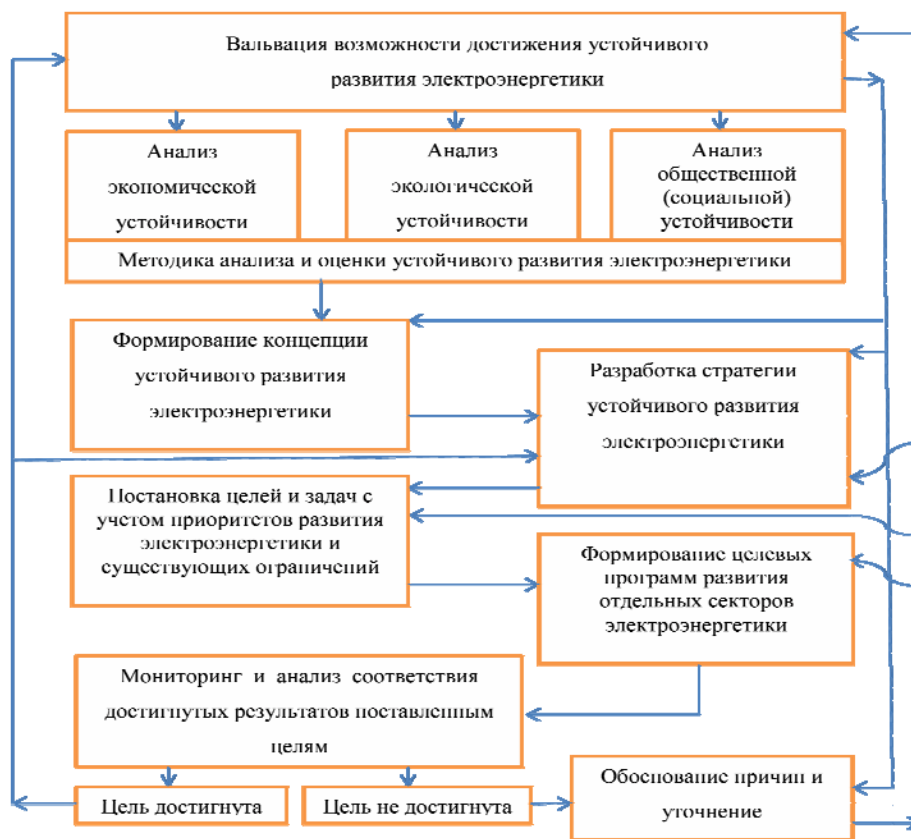 Вальвация возможности достижения устойчивого
развития электроэнергетики
Анализ
экономической
устойчивости
Анализ
экологической
устойчивости
Анализ
общественной
(социальной)
устойчивости
Методика анализа и оценки устойчивого развития электроэнергетики
Формирование концепции
устойчивого развития
электроэнергетики
Разработка стратегии
устойчивого развития
электроэнергетики
Постановка целей и задач с
учетом приоритетов развития
электроэнергетики и
существующих ограничений
Формирование целевых
программ развития
отдельных секторов
электроэнергетики
Мониторинг и анализ соответствия
достигнутых результатов поставленным
целям
Цель достигнута
Цель не достигнута
Обоснование причин и
уточнение